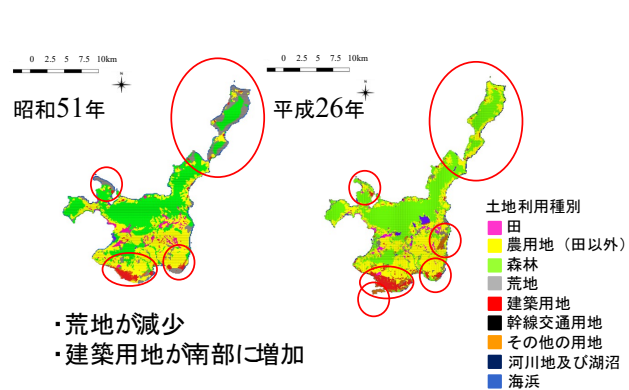 0 2.5 5 7.5 10km
N
昭和51年
0 2.5 5 7.5 10km
N
平成26年
土地利用種別
田
農用地（田以外）
森林
荒地
建築用地
幹線交通用地
その他の用地
河川地及び湖沼
海浜
・荒地が減少
・建築用地が南部に増加